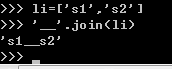 >>> li=['s1','s2']
>>> '__'.join(li)
's1__s2'
>>>